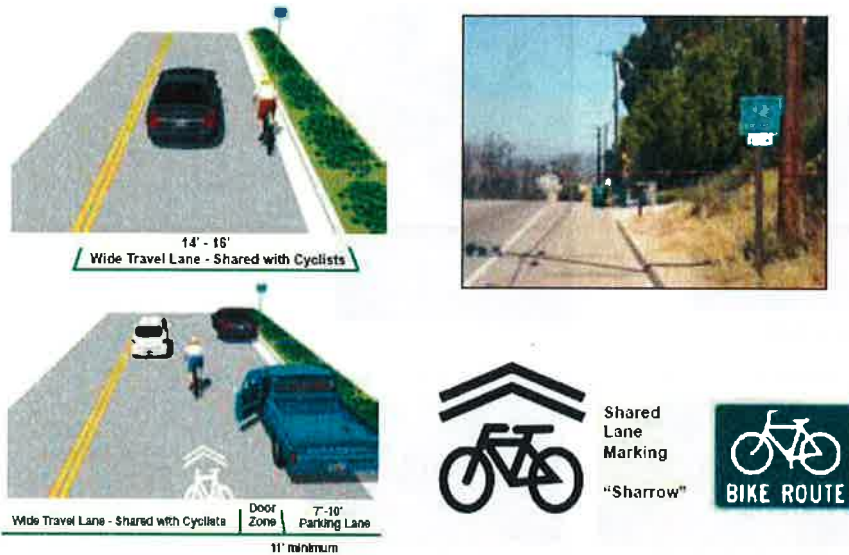 14' - 16'
Wide Travel Lane - Shared with Cyclists
Wide Travel Lane - Shared with Cyclists
Door
Zone
7'-10'
Parking Lane
11' minimum
Shared
Lane
Marking
"Sharrow"
BIKE ROUTE